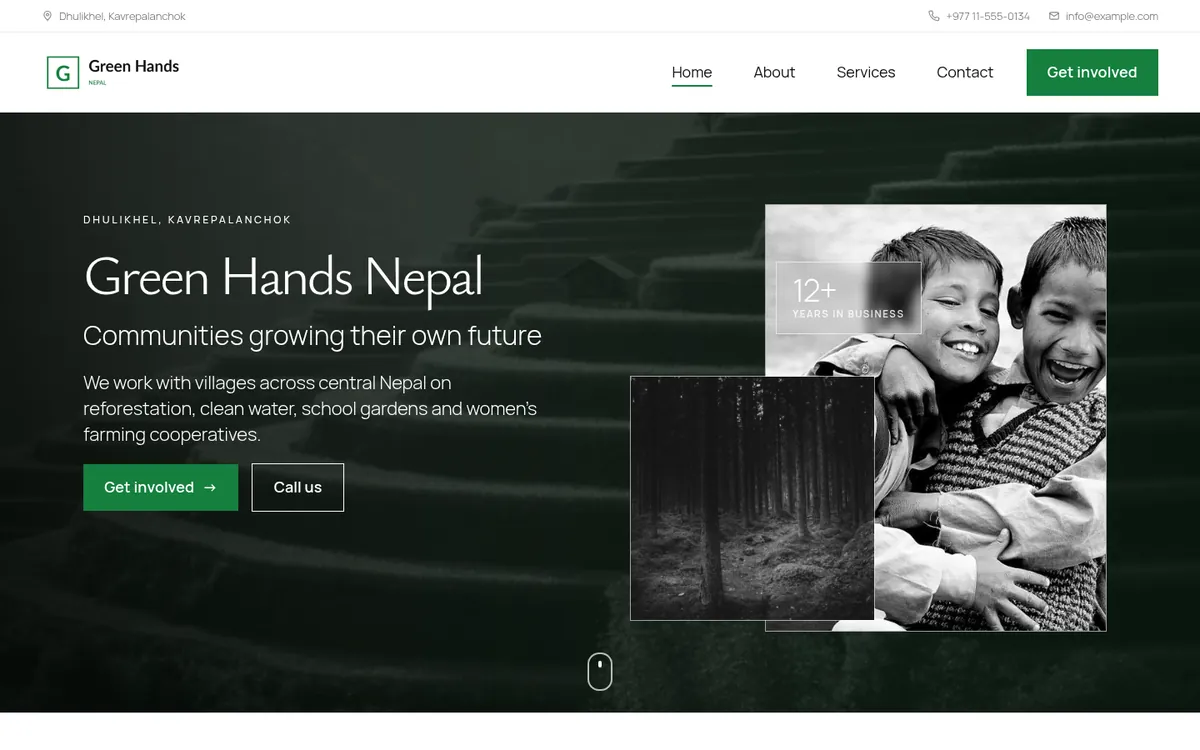 Dhulikhel, Kavrepalanchok
+977 11-555-0134
info@example.com
G
Green Hands
NEPAL
Home
About
Services
Contact
Get involved
DHULIKHEL, KAVREPALANCHOK
Green Hands Nepal
Communities growing their own future
We work with villages across central Nepal on
reforestation, clean water, school gardens and women's
farming cooperatives.
Get involved →
Call us
12+
YEARS IN BUSINESS